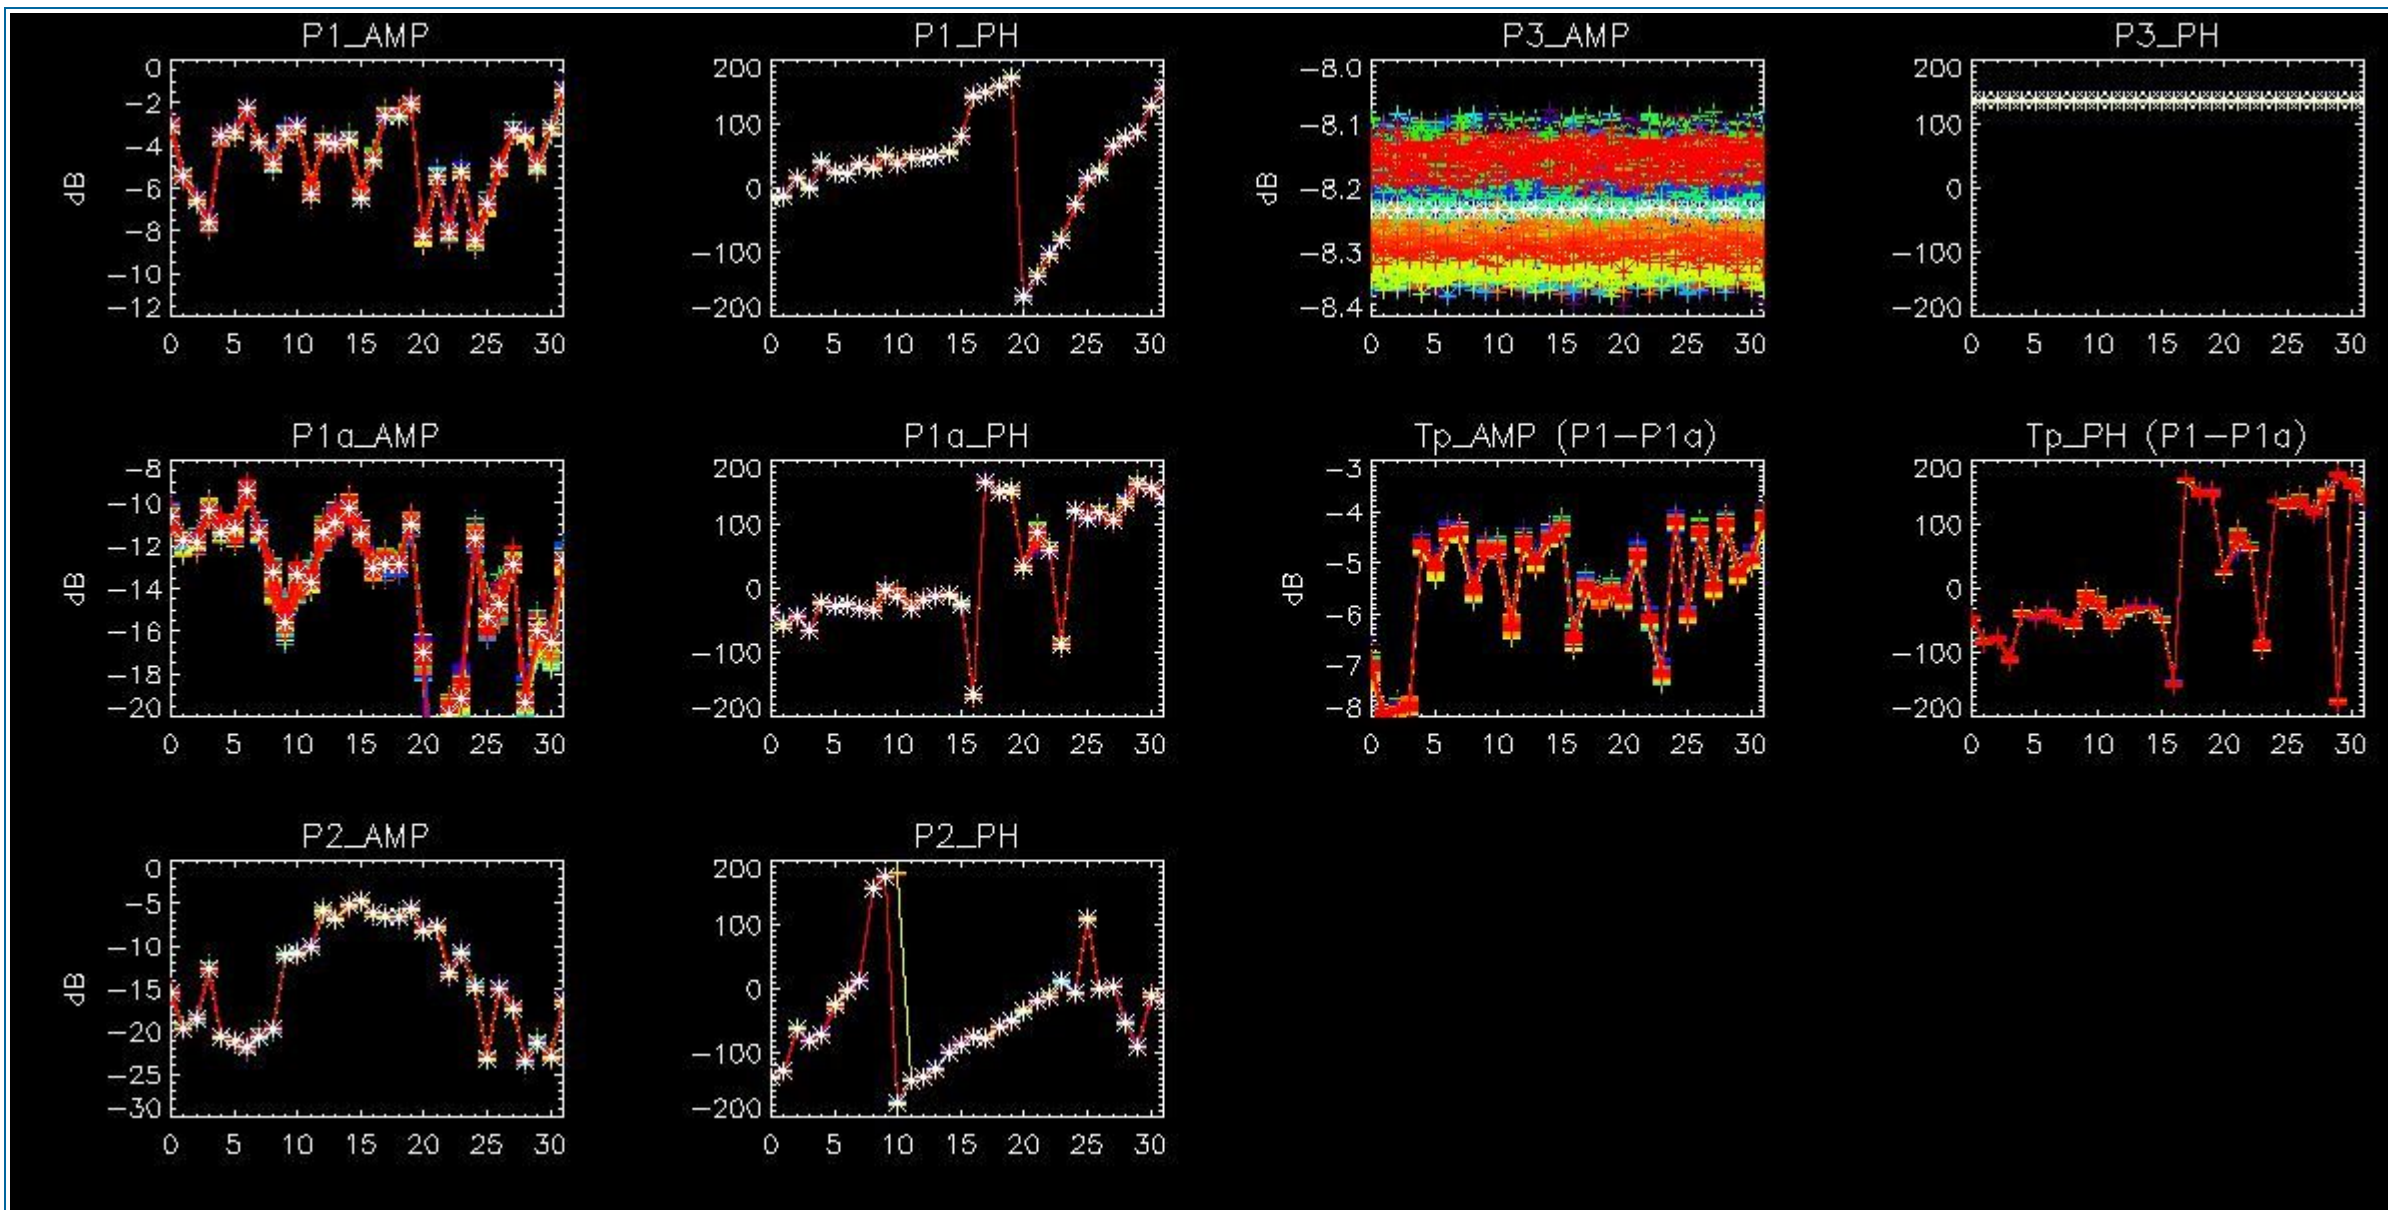 P1_AMP
0
−2
−4
−6
−8
−10
−12
dB
0 5 10 15 20 25 30
P1_PH
200
100
0
−100
−200
0 5 10 15 20 25 30
P3_AMP
−8.0
−8.1
−8.2
−8.3
−8.4
dB
0 5 10 15 20 25 30
P3_PH
200
100
0
−100
−200
0 5 10 15 20 25 30
P1a_AMP
−8
−10
−12
−14
−16
−18
−20
dB
0 5 10 15 20 25 30
P1a_PH
200
100
0
−100
−200
0 5 10 15 20 25 30
Tp_AMP (P1−P1a)
−3
−4
−5
−6
−7
−8
dB
0 5 10 15 20 25 30
Tp_PH (P1−P1a)
200
100
0
−100
−200
0 5 10 15 20 25 30
P2_AMP
0
−5
−10
−15
−20
−25
−30
dB
0 5 10 15 20 25 30
P2_PH
200
100
0
−100
−200
0 5 10 15 20 25 30